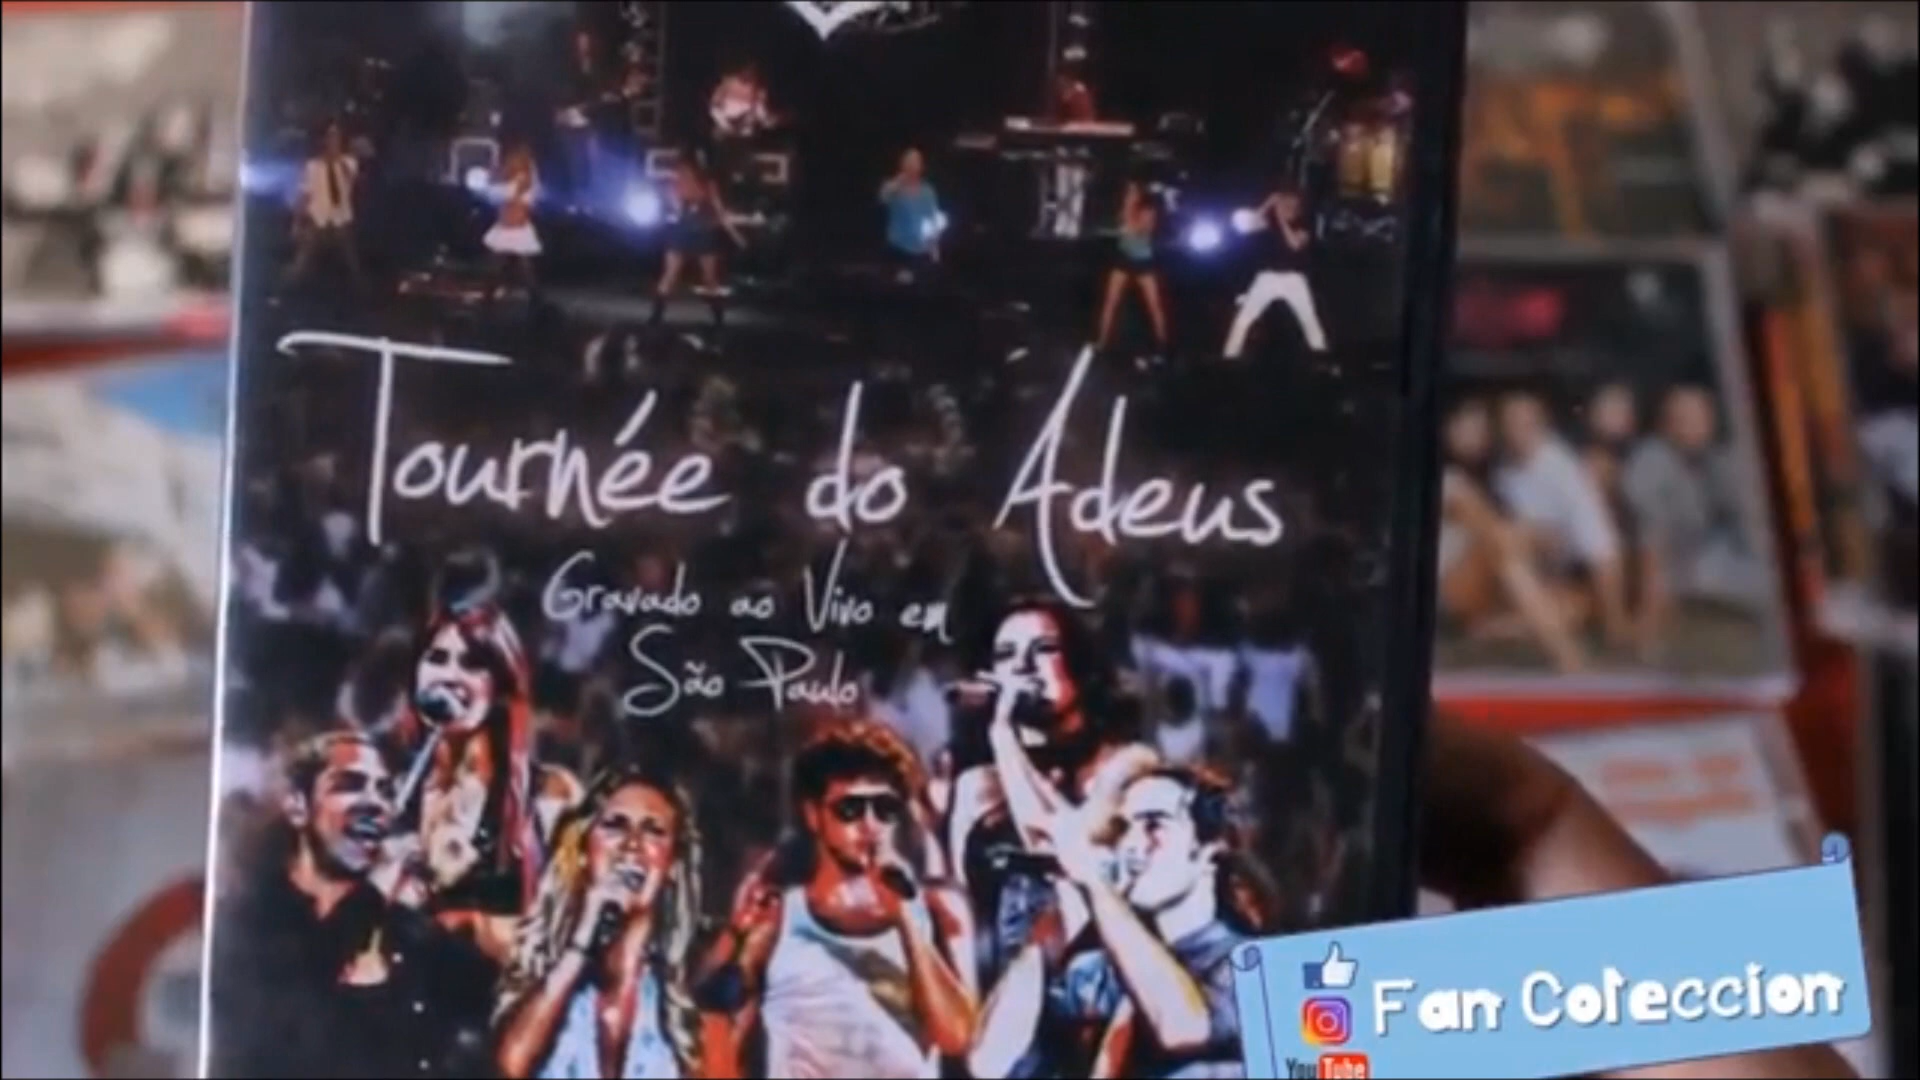 Tournée do Adeus
Gravado ao Vivo em
São Paulo
Fan Coleccion
YouTube